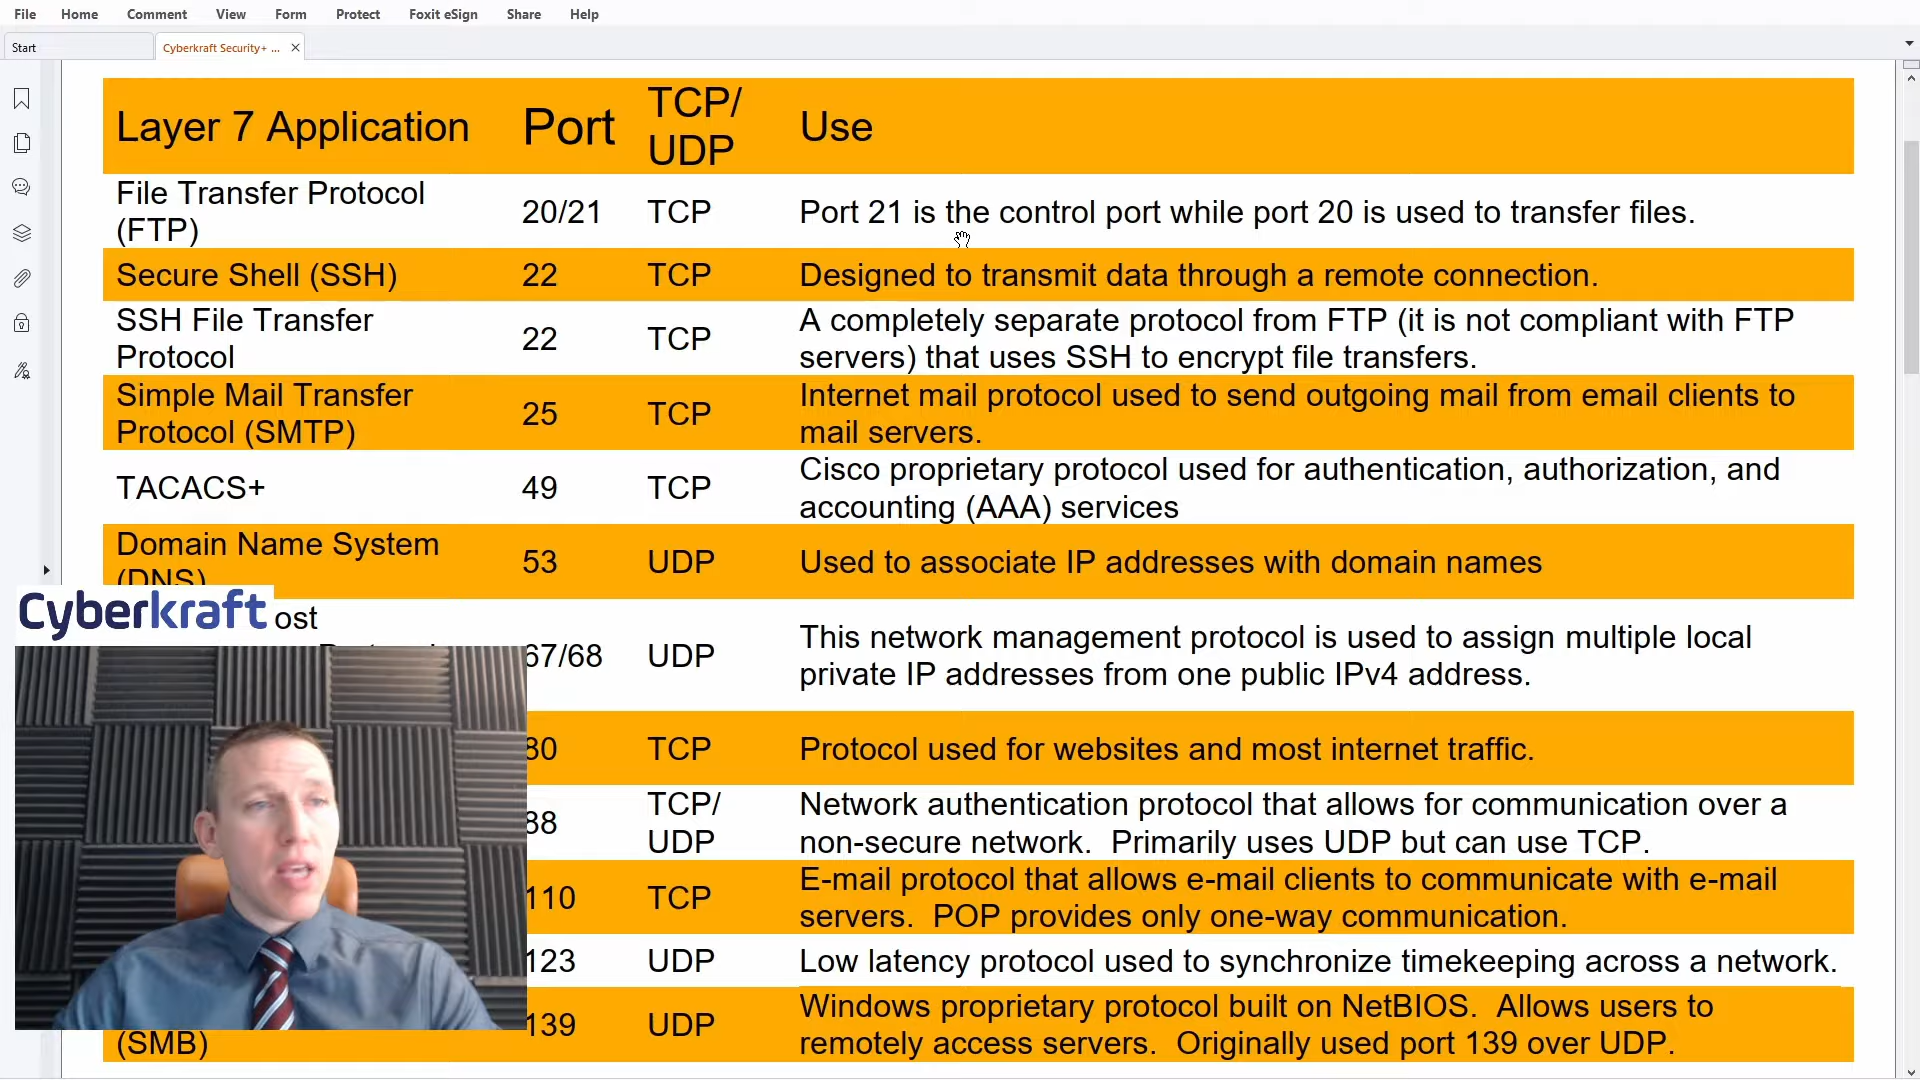 File Home Comment View Form Protect Foxit eSign Share Help
Start
Cyberkraft Security+ ...
Layer 7 Application Port TCP/ UDP Use
File Transfer Protocol
(FTP)
20/21 TCP Port 21 is the control port while port 20 is used to transfer files.
Secure Shell (SSH) 22 TCP Designed to transmit data through a remote connection.
SSH File Transfer
Protocol
22 TCP
A completely separate protocol from FTP (it is not compliant with FTP
servers) that uses SSH to encrypt file transfers.
Simple Mail Transfer
Protocol (SMTP)
25 TCP
Internet mail protocol used to send outgoing mail from email clients to
mail servers.
TACACS+ 49 TCP
Cisco proprietary protocol used for authentication, authorization, and
accounting (AAA) services
Domain Name System
(DNS)
53 UDP Used to associate IP addresses with domain names
Cyberkraft
ost
67/68 UDP
This network management protocol is used to assign multiple local
private IP addresses from one public IPv4 address.
80 TCP Protocol used for websites and most internet traffic.
88 TCP/
UDP
Network authentication protocol that allows for communication over a
non-secure network. Primarily uses UDP but can use TCP.
110 TCP
E-mail protocol that allows e-mail clients to communicate with e-mail
servers. POP provides only one-way communication.
123 UDP Low latency protocol used to synchronize timekeeping across a network.
(SMB)
139 UDP
Windows proprietary protocol built on NetBIOS. Allows users to
remotely access servers. Originally used port 139 over UDP.